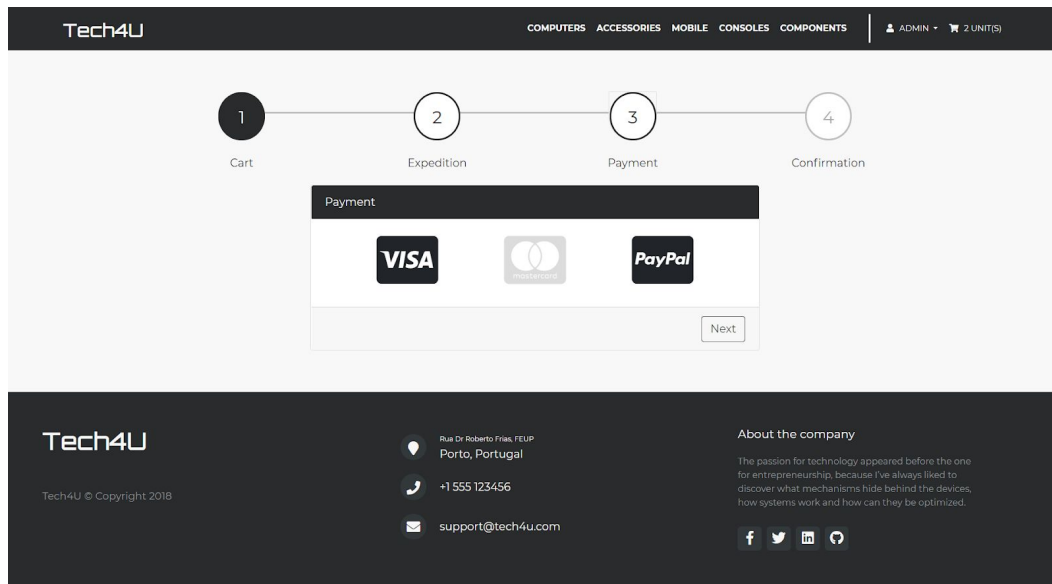 Tech4U
COMPUTERS ACCESSORIES MOBILE CONSOLES COMPONENTS
ADMIN
2 UNIT(S)
1
2
3
4
Cart
Expedition
Payment
Confirmation
Payment
VISA
mastercard
PayPal
Next
Tech4U
Tech4U © Copyright 2018
Rua Dr Roberto Frias, FEUP
Porto, Portugal
+1 555 123456
support@tech4u.com
About the company
The passion for technology appeared before the one
for entrepreneurship, because I've always liked to
discover what mechanisms hide behind the devices,
how systems work and how can they be optimized.